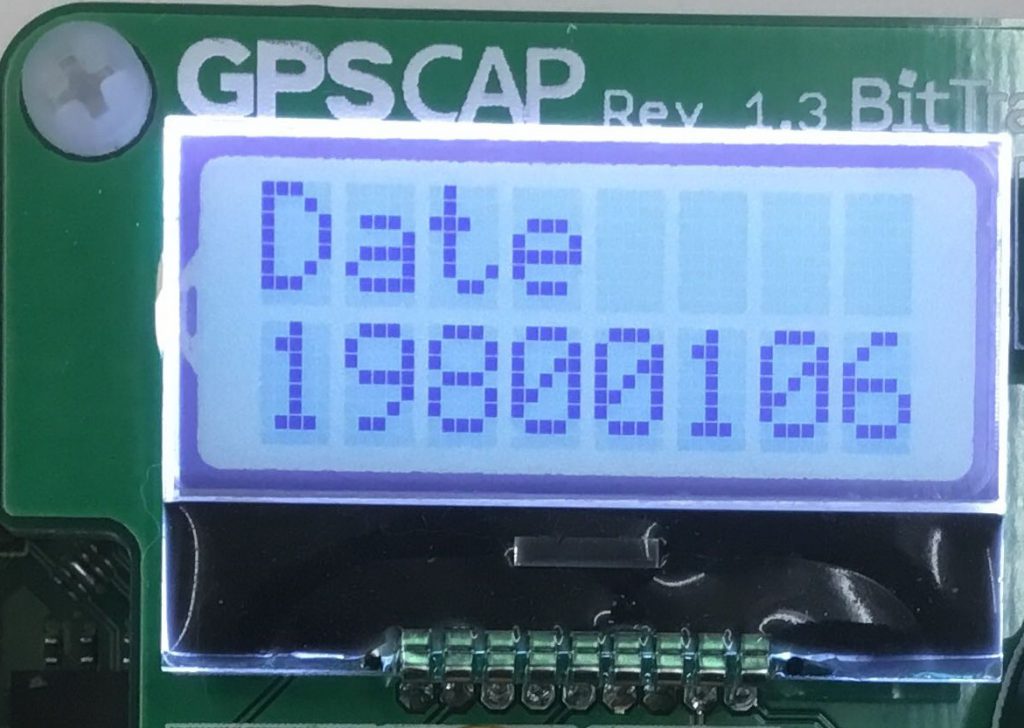 GPSCAP Rev 1.3
Date
19800106